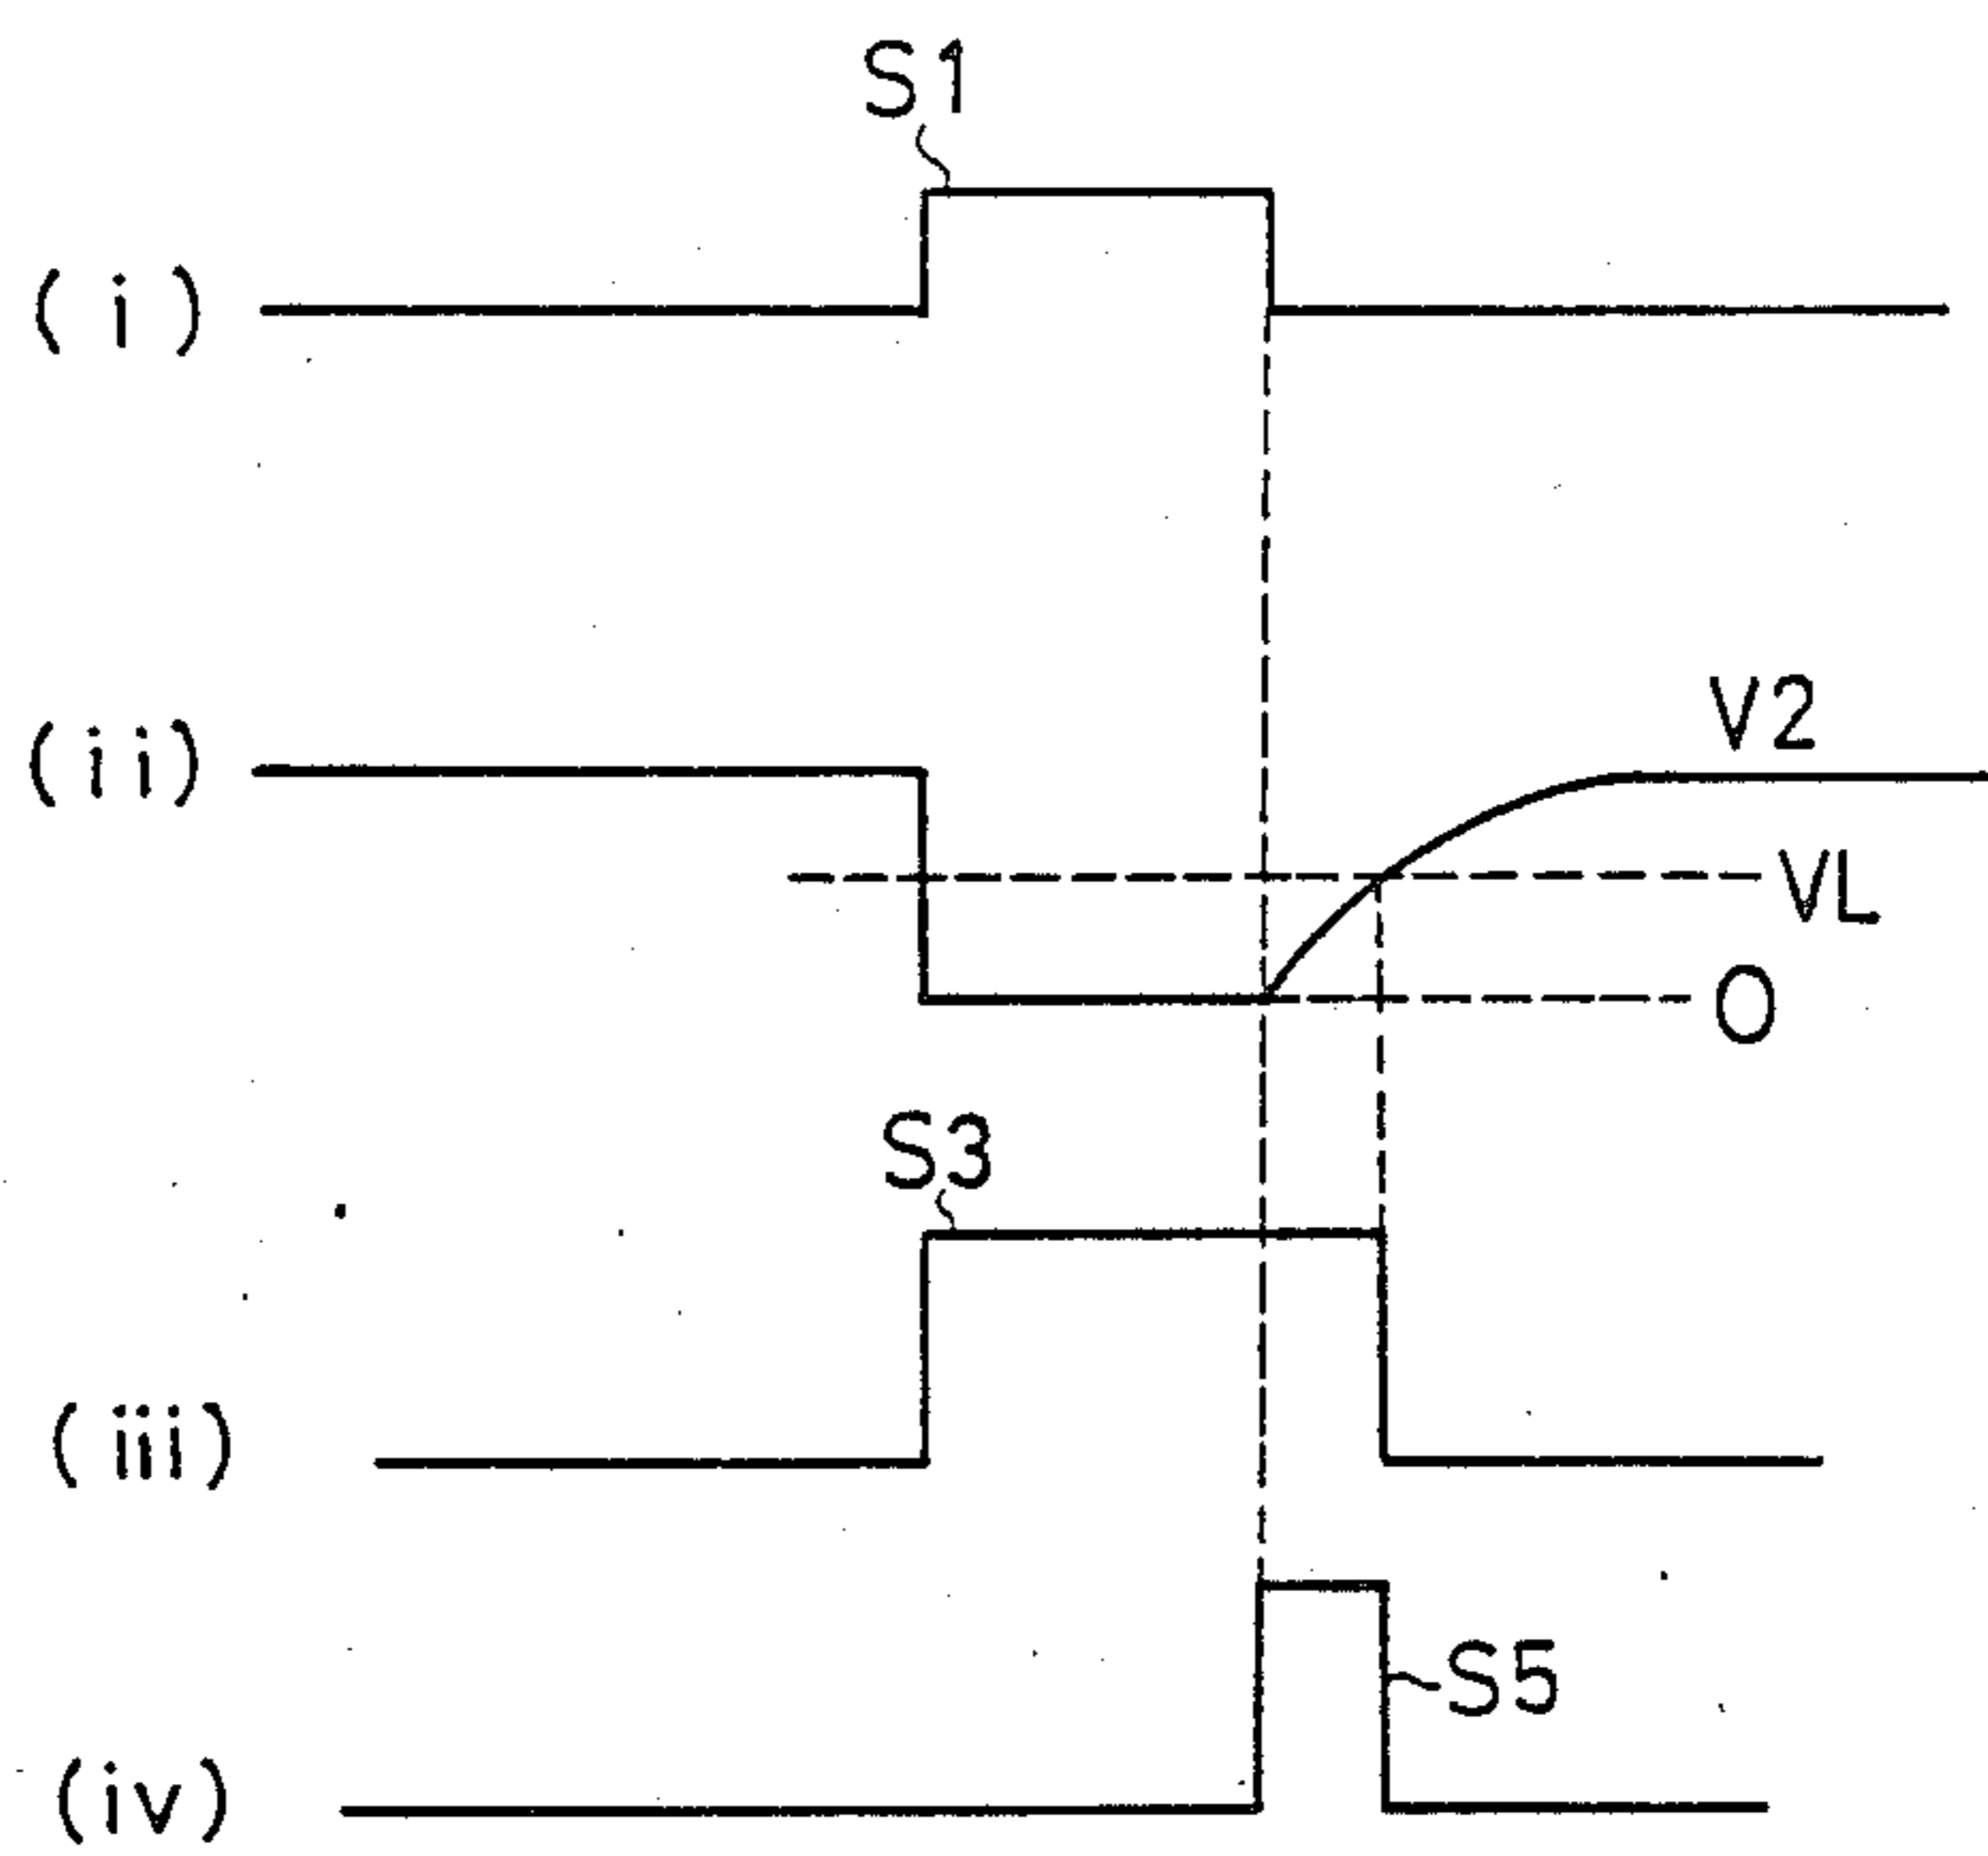 S1
(i)
(ii)
V2
VL
O
S3
(iii)
S5
(iv)